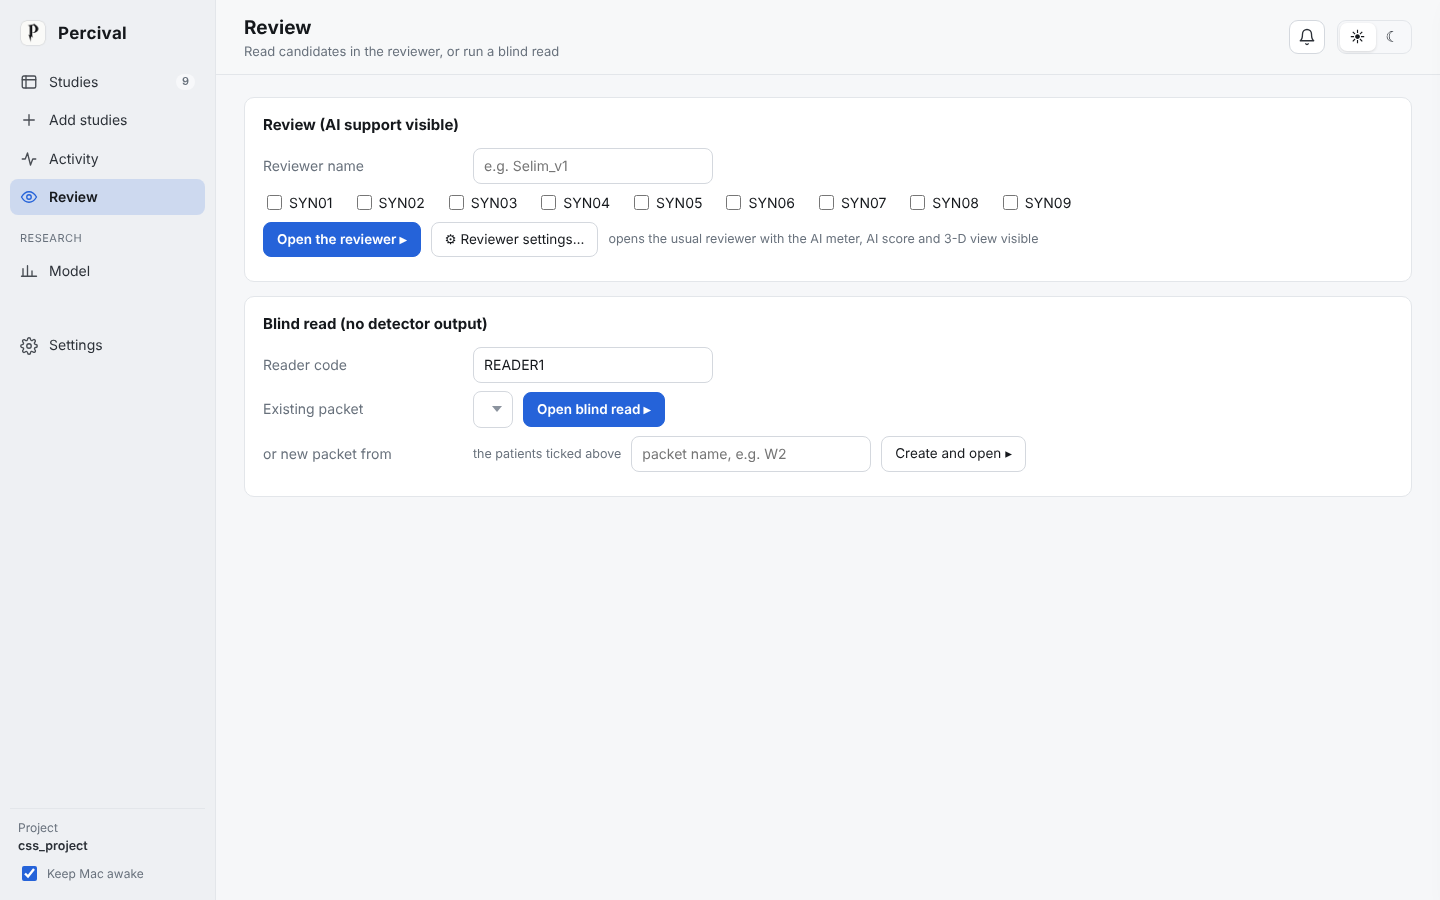 Percival
Studies 9
Add studies
Activity
Review
RESEARCH
Model
Settings
Project
css_project
Keep Mac awake
Review
Read candidates in the reviewer, or run a blind read
Review (AI support visible)
Reviewer name e.g. Selim_v1
SYN01 SYN02 SYN03 SYN04 SYN05 SYN06 SYN07 SYN08 SYN09
Open the reviewer ▸ ⚙ Reviewer settings... opens the usual reviewer with the AI meter, AI score and 3-D view visible
Blind read (no detector output)
Reader code READER1
Existing packet Open blind read ▸
or new packet from the patients ticked above packet name, e.g. W2 Create and open ▸